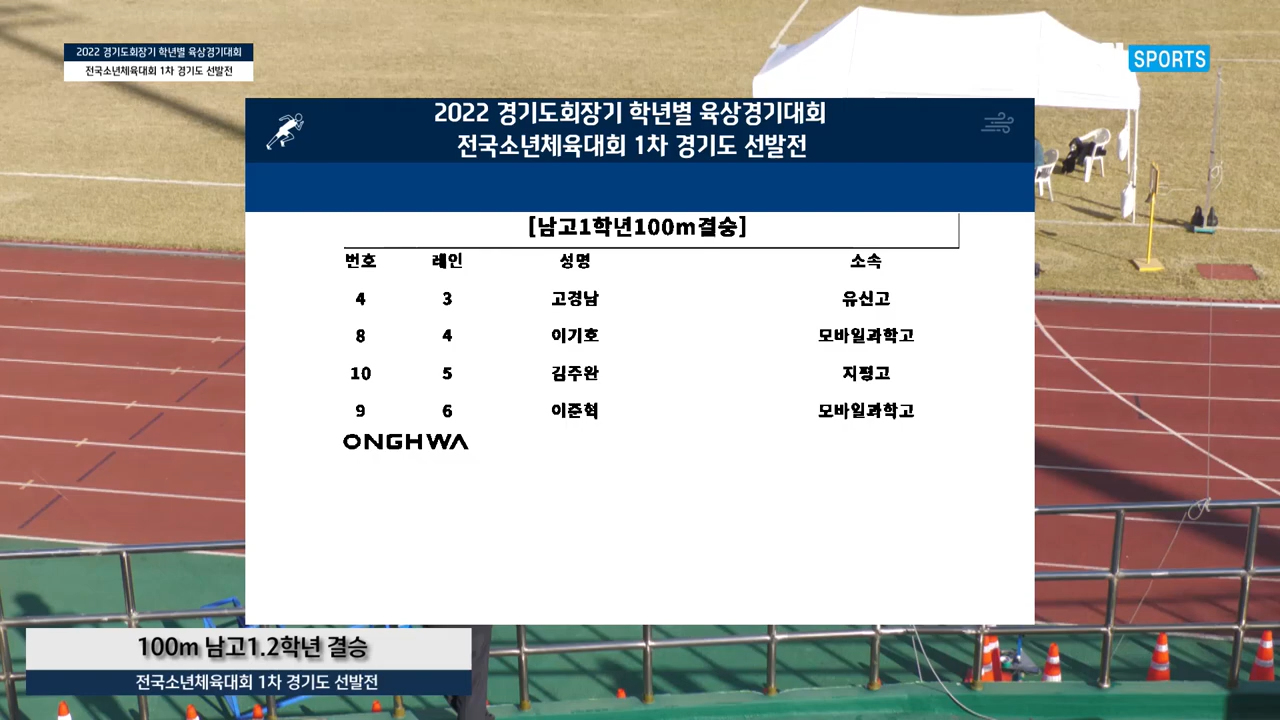 2022 경기도회장기 학년별 육상경기대회
전국소년체육대회 1차 경기도 선발전
SPORTS
2022 경기도회장기 학년별 육상경기대회
전국소년체육대회 1차 경기도 선발전
[남고1학년100m결승]
번호 레인 성명 소속
4 3 고경남 유신고
8 4 이기호 모바일과학고
10 5 김주완 지평고
9 6 이준혁 모바일과학고
ONGHWA
100m 남고1.2학년 결승
전국소년체육대회 1차 경기도 선발전